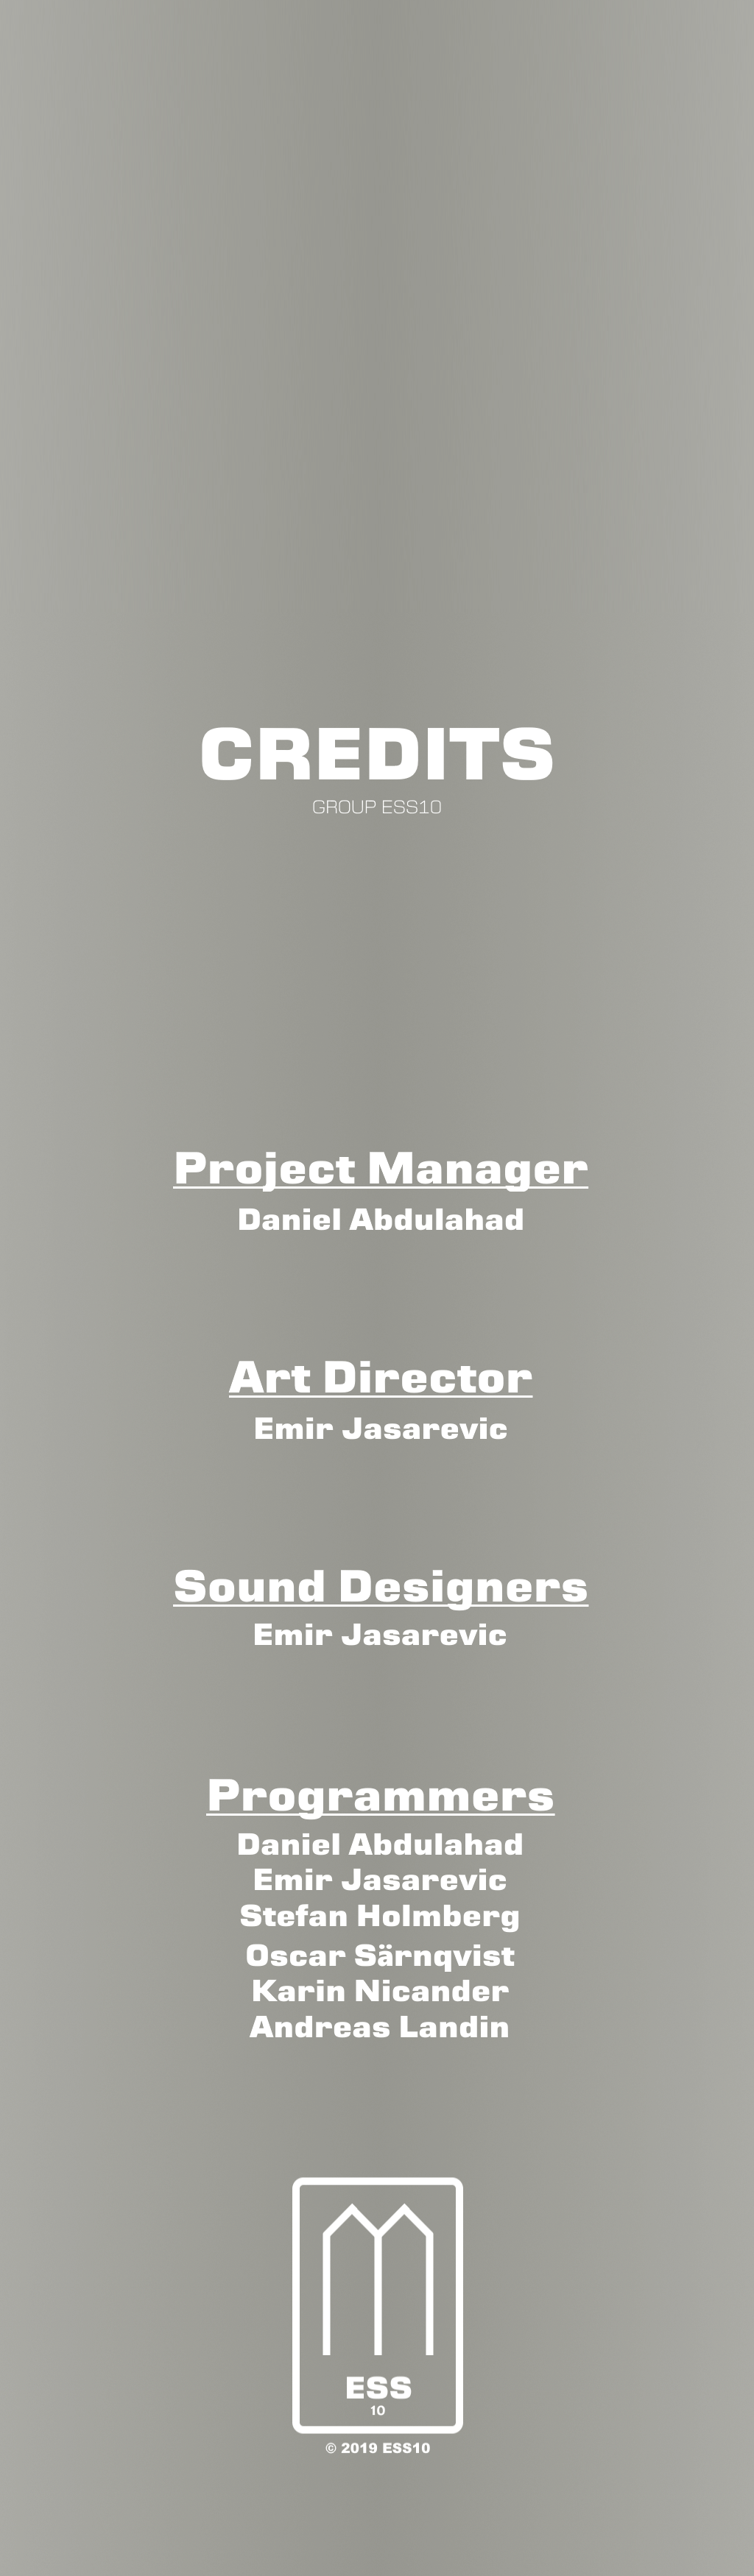 CREDITS
GROUP ESS10
Project Manager
Daniel Abdulahad
Art Director
Emir Jasarevic
Sound Designers
Emir Jasarevic
Programmers
Daniel Abdulahad
Emir Jasarevic
Stefan Holmberg
Oscar Särnqvist
Karin Nicander
Andreas Landin
ESS
10
© 2019 ESS10